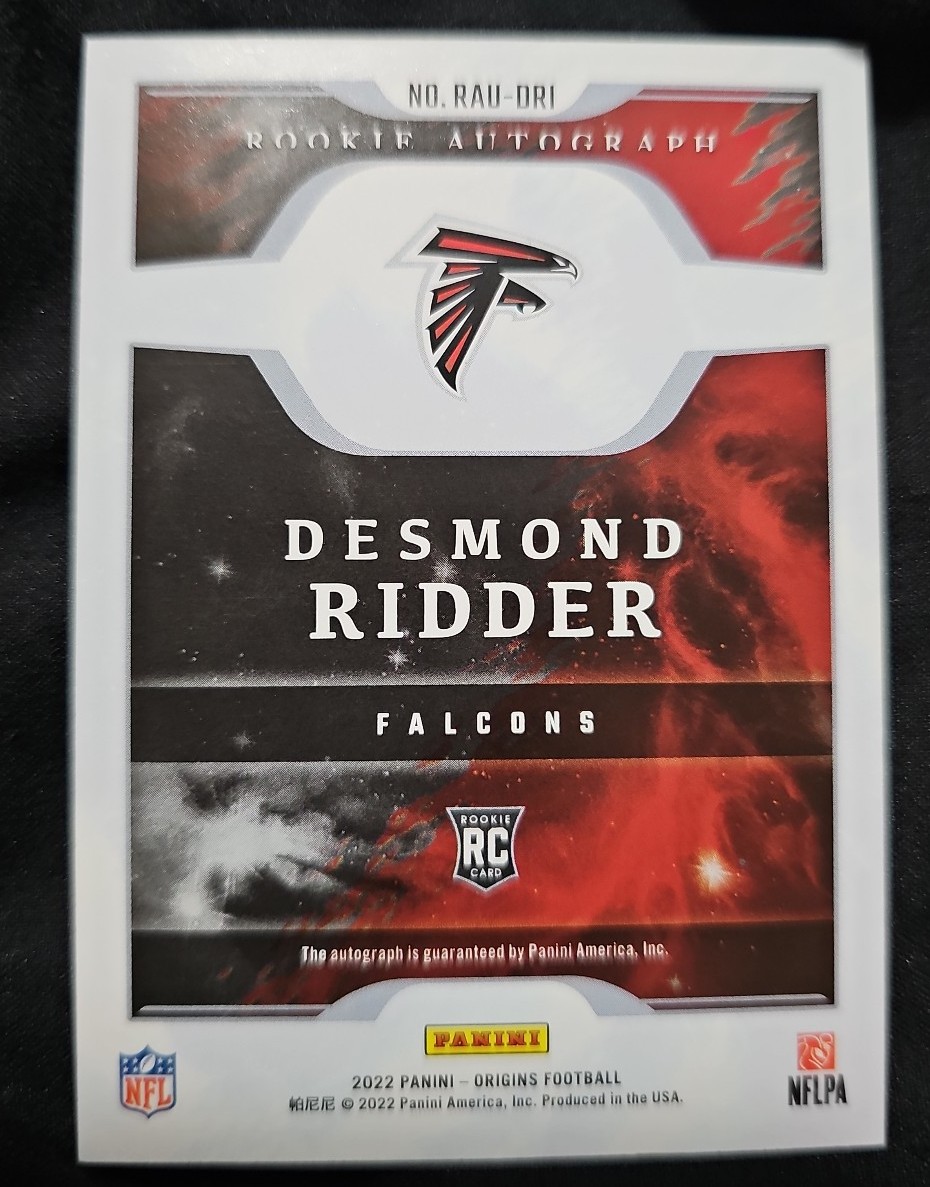 NO. RAU-DRI
ROOKIE AUTOGRAPH
DESMOND
RIDDER
FALCONS
ROOKIE
RC
CARD
The autograph is guaranteed by Panini America, Inc.
PANINI
NFL
2022 PANINI – ORIGINS FOOTBALL
帕尼尼 © 2022 Panini America, Inc. Produced in the USA.
NFLPA